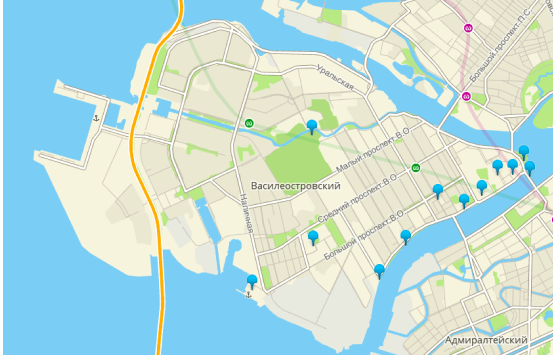 Большой проспект П.С.
Уральская
Малый проспект В.О
Василеостровский
Средний проспект В.О
Наличная
Большой проспект В.О
Адмиралтейский